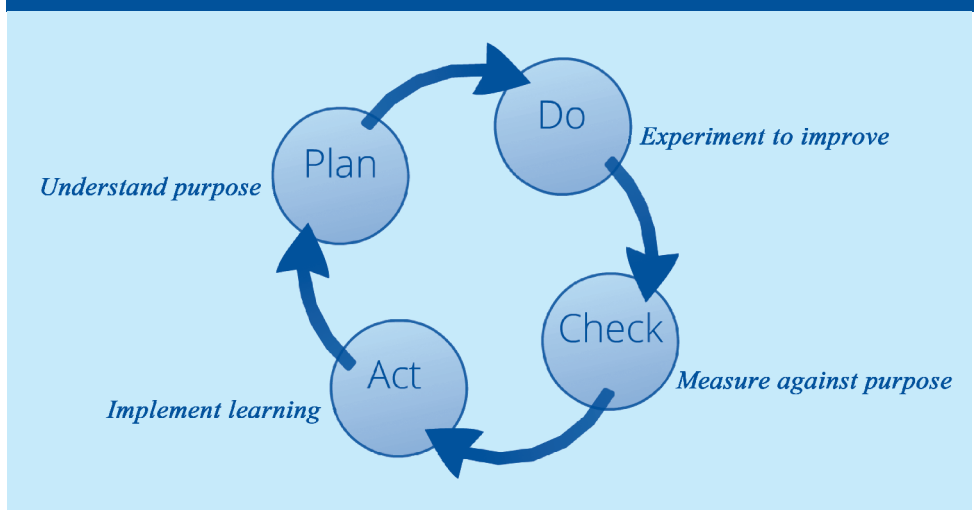 Plan
Understand purpose
Do
Experiment to improve
Check
Measure against purpose
Act
Implement learning